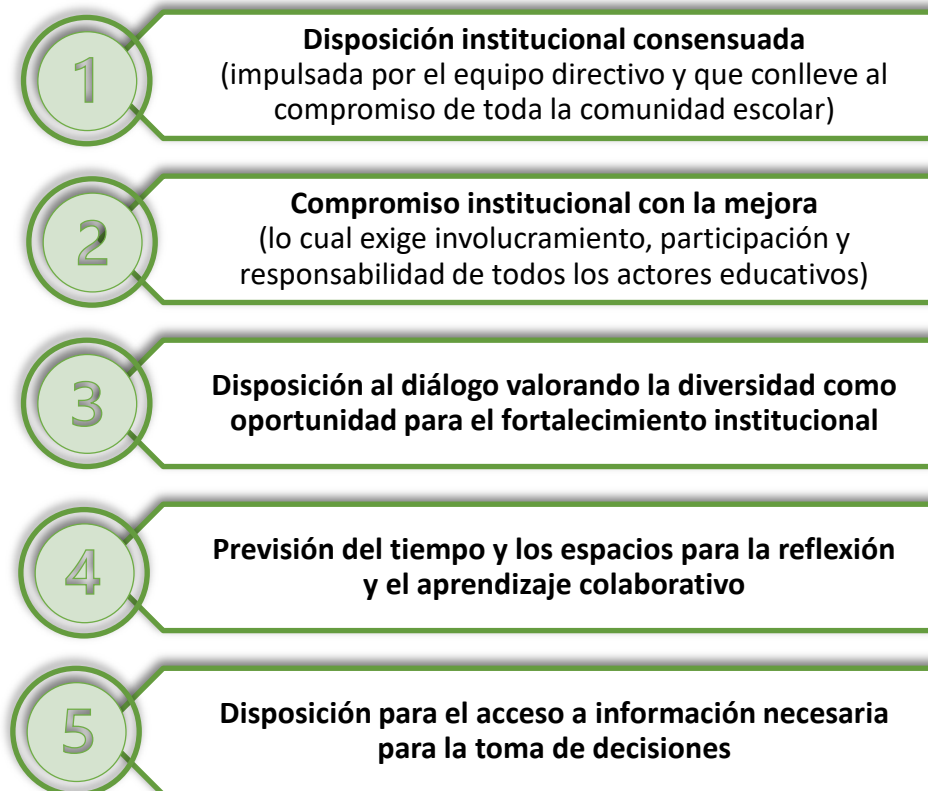 1
Disposición institucional consensuada
(impulsada por el equipo directivo y que conlleve al
compromiso de toda la comunidad escolar)
2
Compromiso institucional con la mejora
(lo cual exige involucramiento, participación y
responsabilidad de todos los actores educativos)
3
Disposición al diálogo valorando la diversidad como
oportunidad para el fortalecimiento institucional
4
Previsión del tiempo y los espacios para la reflexión
y el aprendizaje colaborativo
5
Disposición para el acceso a información necesaria
para la toma de decisiones